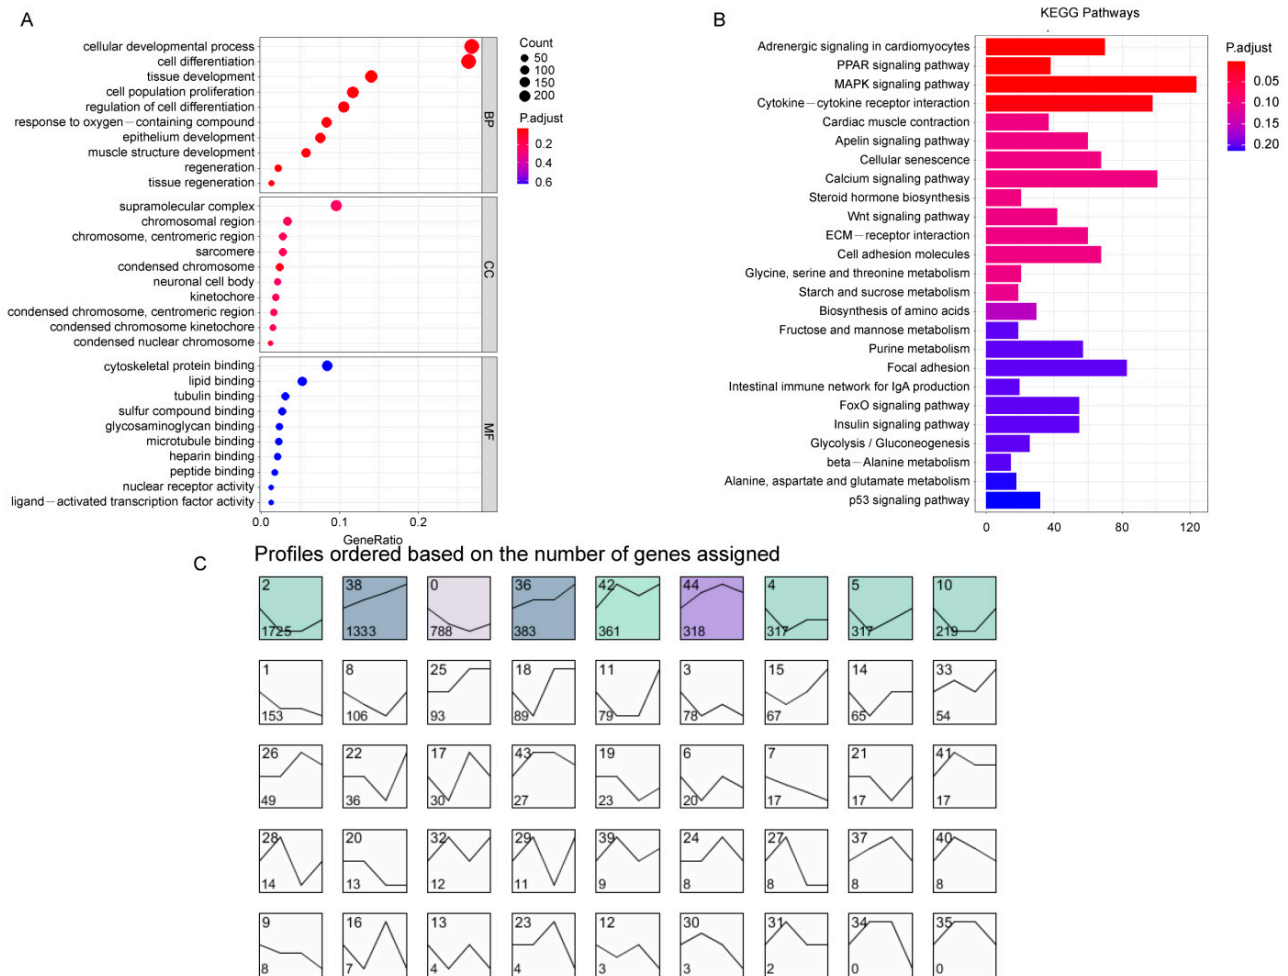 A
cellular developmental process
cell differentiation
tissue development
cell population proliferation
regulation of cell differentiation
response to oxygen−containing compound
epithelium development
muscle structure development
regeneration
tissue regeneration
BP
supramolecular complex
chromosomal region
chromosome, centromeric region
sarcomere
condensed chromosome
neuronal cell body
kinetochore
condensed chromosome, centromeric region
condensed chromosome kinetochore
condensed nuclear chromosome
CC
cytoskeletal protein binding
lipid binding
tubulin binding
sulfur compound binding
glycosaminoglycan binding
microtubule binding
heparin binding
peptide binding
nuclear receptor activity
ligand−activated transcription factor activity
MF
0.0 0.1 0.2
GeneRatio
Count
50
100
150
200
P.adjust
0.2
0.4
0.6
B
KEGG Pathways
Adrenergic signaling in cardiomyocytes
PPAR signaling pathway
MAPK signaling pathway
Cytokine−cytokine receptor interaction
Cardiac muscle contraction
Apelin signaling pathway
Cellular senescence
Calcium signaling pathway
Steroid hormone biosynthesis
Wnt signaling pathway
ECM−receptor interaction
Cell adhesion molecules
Glycine, serine and threonine metabolism
Starch and sucrose metabolism
Biosynthesis of amino acids
Fructose and mannose metabolism
Purine metabolism
Focal adhesion
Intestinal immune network for IgA production
FoxO signaling pathway
Insulin signaling pathway
Glycolysis / Gluconeogenesis
beta−Alanine metabolism
Alanine, aspartate and glutamate metabolism
p53 signaling pathway
0 40 80 120
P.adjust
0.05
0.10
0.15
0.20
C
Profiles ordered based on the number of genes assigned
2 38 0 36 42 44 4 5 10
1725 1333 788 383 361 318 317 317 219
1 8 25 18 11 3 15 14 33
153 106 93 89 79 78 67 65 54
26 22 17 43 19 6 7 21 41
49 36 30 27 23 20 17 17 17
28 20 32 29 39 24 27 37 40
14 13 12 11 9 8 8 8 8
9 16 13 23 12 30 31 34 35
8 7 4 4 3 3 2 0 0